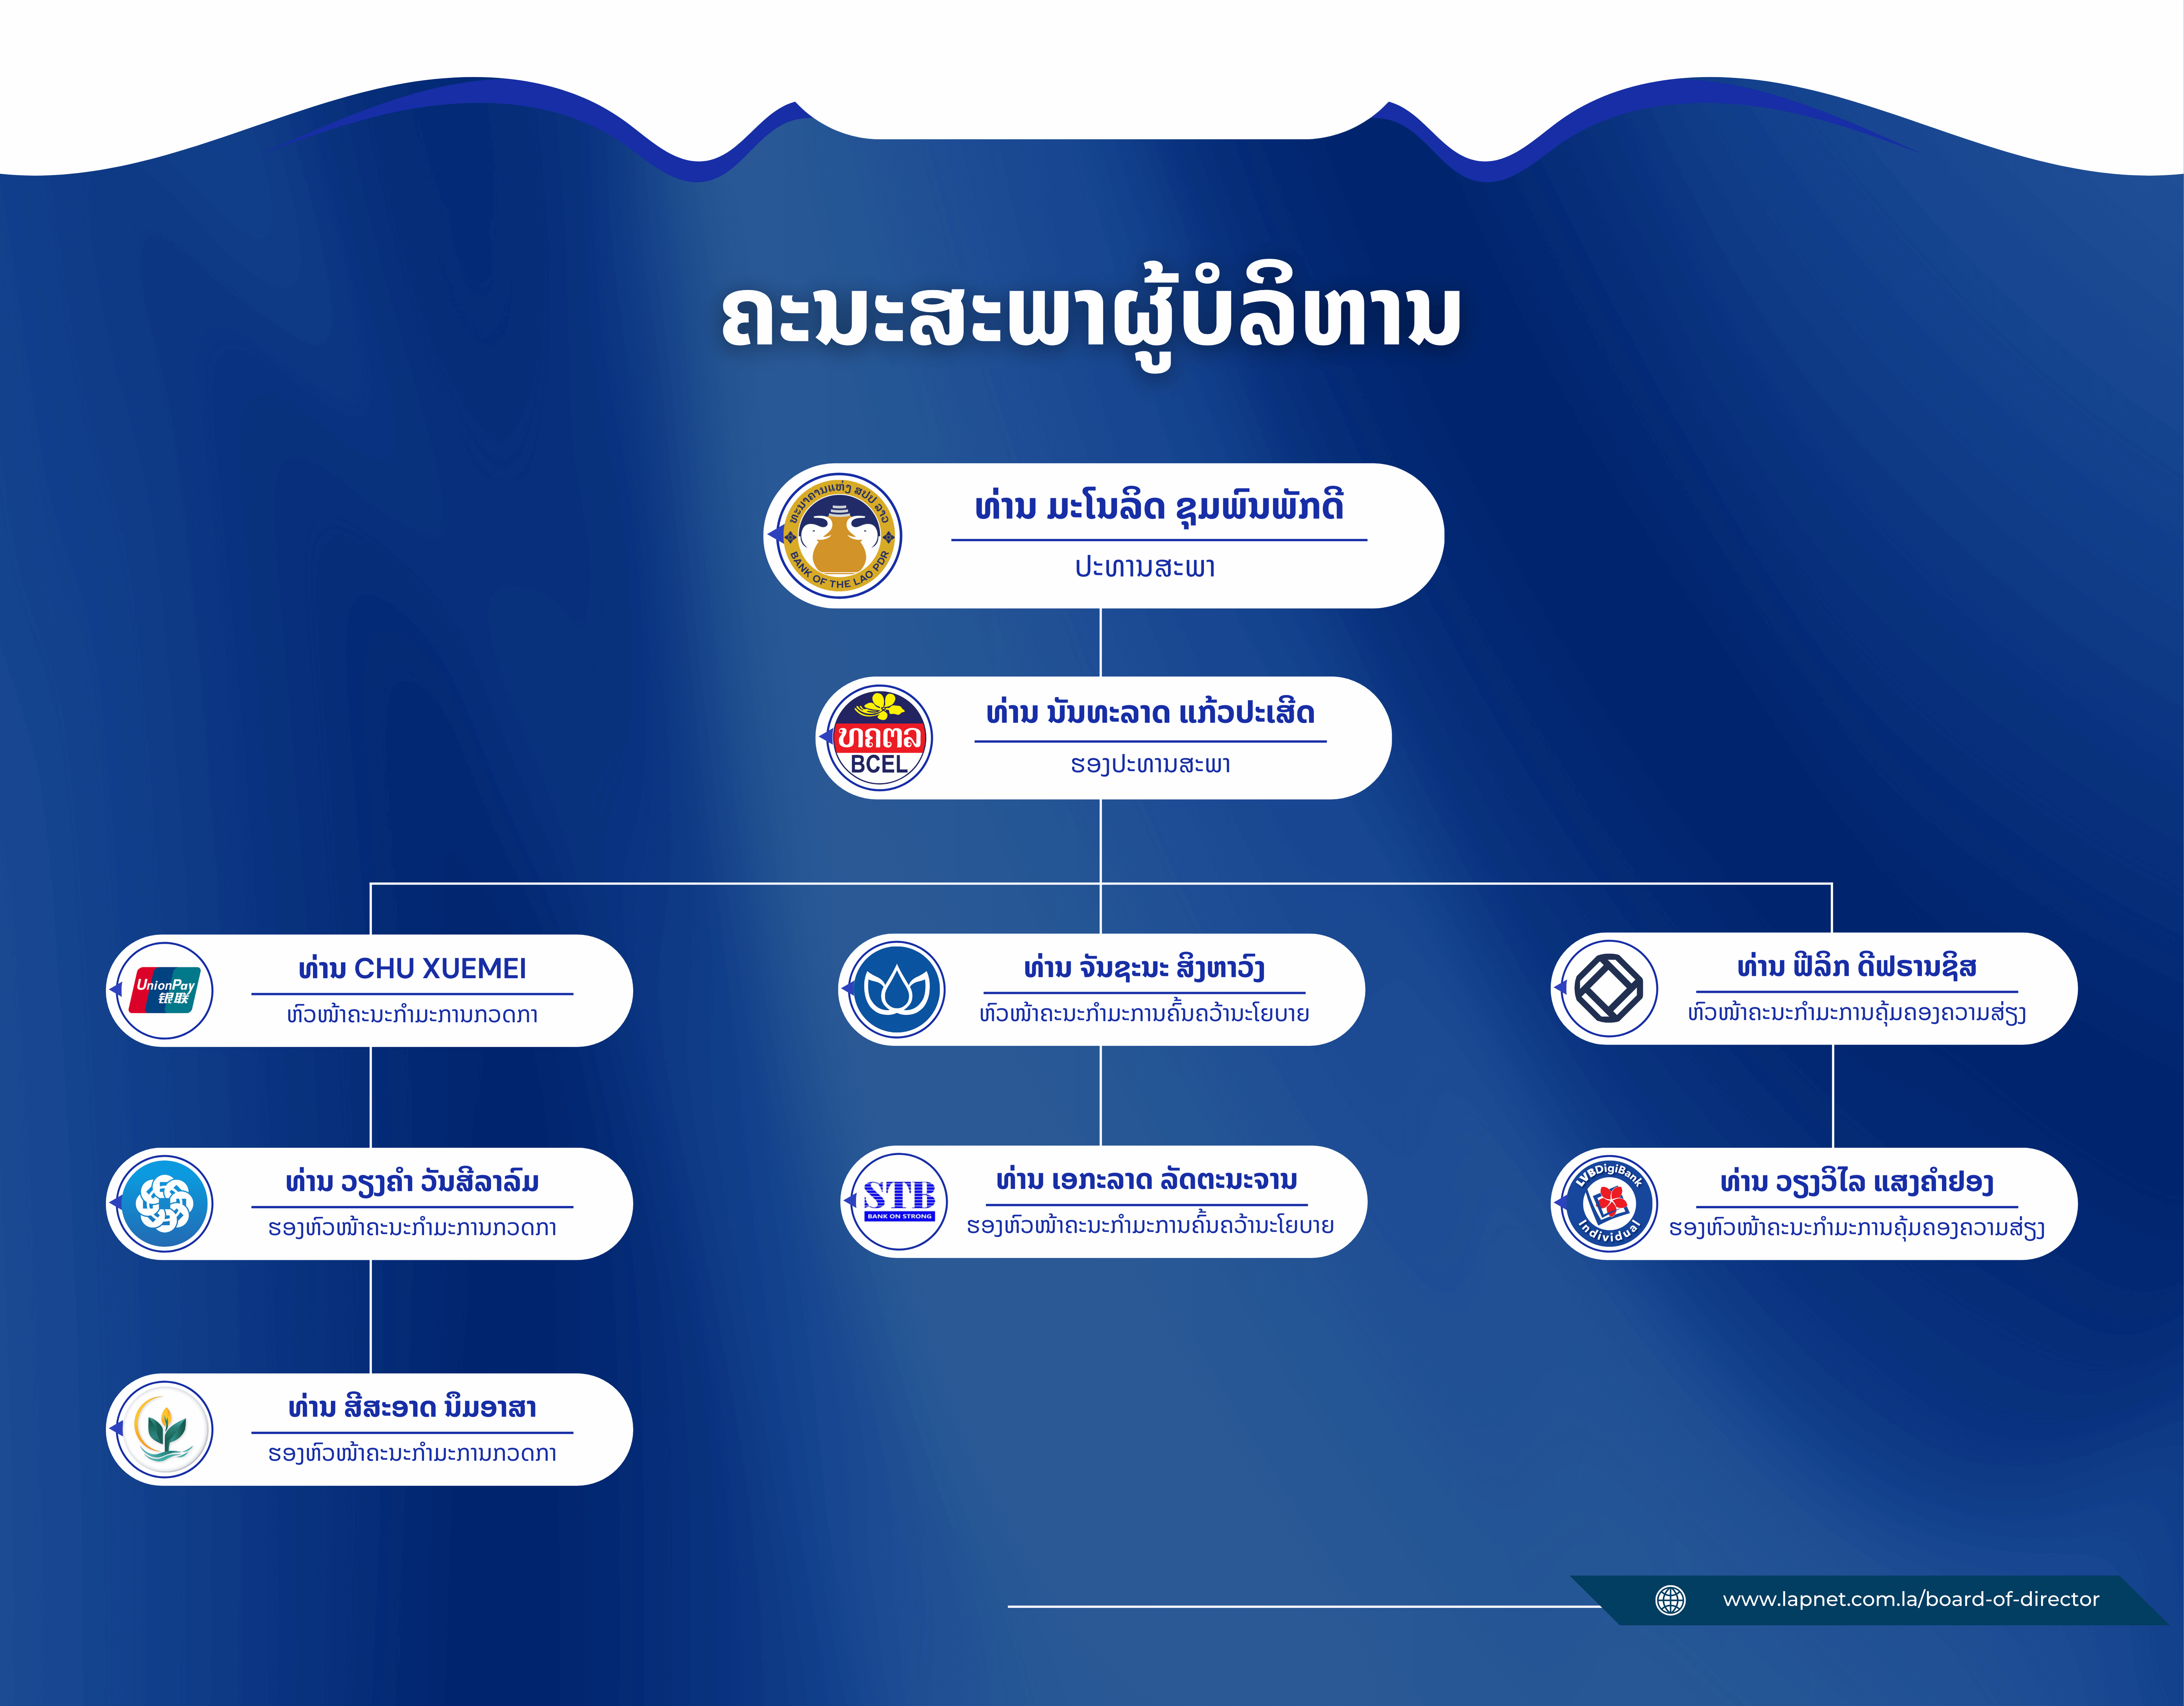 ຄະນະສະພາຜູ້ບໍລິຫານ
ທະນາຄານແຫ່ງ ສປປ ລາວ
BANK OF THE LAO PDR
ທ່ານ ມະໂນລິດ ຊຸມພົນພັກດີ
ປະທານສະພາ
ທຄຕລ
BCEL
ທ່ານ ນັນທະລາດ ແກ້ວປະເສີດ
ຮອງປະທານສະພາ
UnionPay
银联
ທ່ານ CHU XUEMEI
ຫົວໜ້າຄະນະກຳມະການກວດກາ
ທ່ານ ຈັນຊະນະ ສິງຫາວົງ
ຫົວໜ້າຄະນະກຳມະການຄົ້ນຄວ້ານະໂຍບາຍ
ທ່ານ ຟີລິກ ດີຟຣານຊິສ
ຫົວໜ້າຄະນະກຳມະການຄຸ້ມຄອງຄວາມສ່ຽງ
ທ່ານ ວຽງຄຳ ວັນສີລາລົມ
ຮອງຫົວໜ້າຄະນະກຳມະການກວດກາ
STB
BANK ON STRONG
ທ່ານ ເອກະລາດ ລັດຕະນະຈານ
ຮອງຫົວໜ້າຄະນະກຳມະການຄົ້ນຄວ້ານະໂຍບາຍ
LVBDigiBank
Individual
ທ່ານ ວຽງວິໄລ ແສງຄຳຢອງ
ຮອງຫົວໜ້າຄະນະກຳມະການຄຸ້ມຄອງຄວາມສ່ຽງ
ທ່ານ ສີສະອາດ ນຶມອາສາ
ຮອງຫົວໜ້າຄະນະກຳມະການກວດກາ
www.lapnet.com.la/board-of-director